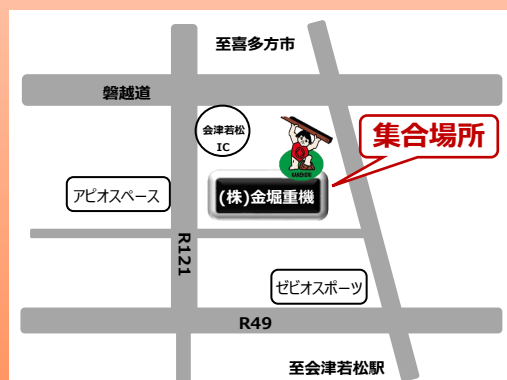 至喜多方市
磐越道
会津若松
IC
集合場所
アピオスペース
(株)金堀重機
R121
ゼビオスポーツ
R49
至会津若松駅